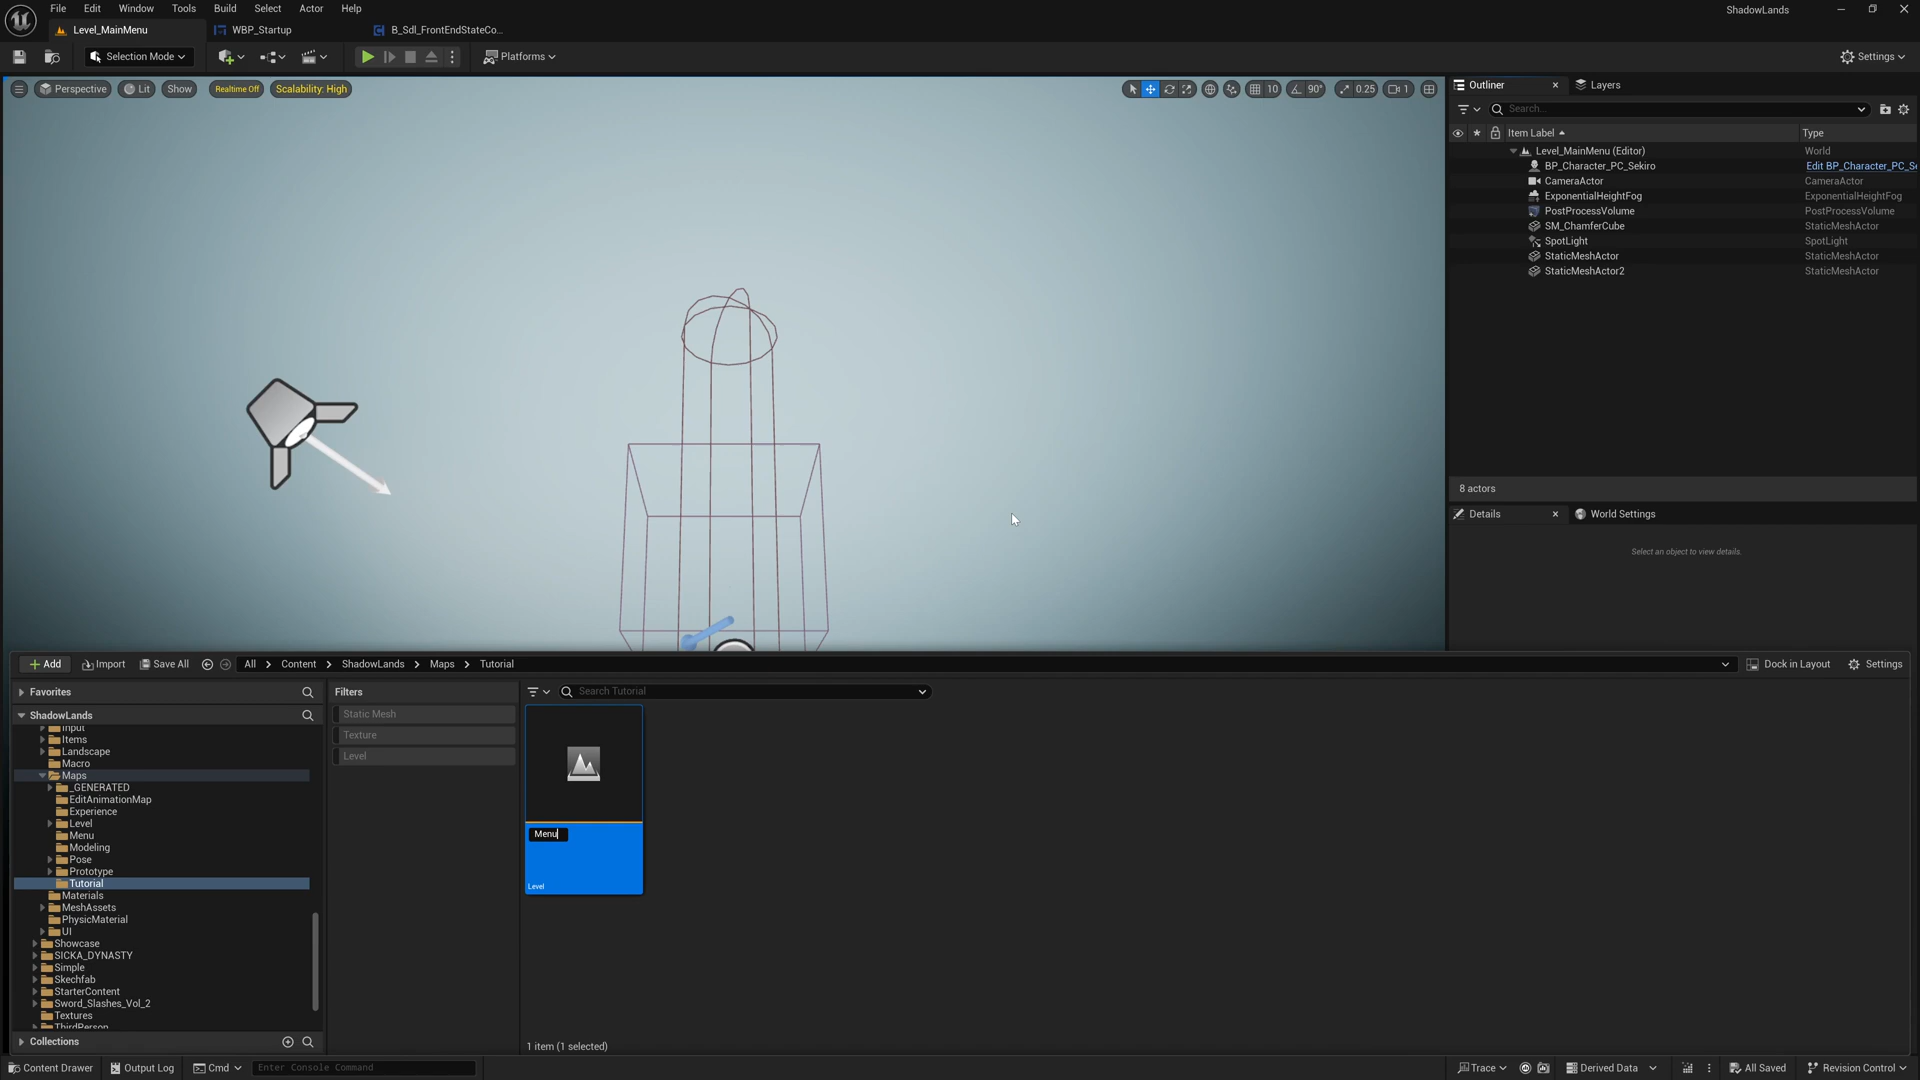 File Edit Window Tools Build Select Actor Help
ShadowLands
Level_MainMenu
WBP_Startup
B_Sdl_FrontEndStateCo...
Selection Mode
Platforms
Settings
Perspective
Lit
Show
Realtime Off
Scalability: High
10
90°
0.25
1
Outliner
Layers
Search...
Item Label
Type
Level_MainMenu (Editor)
World
BP_Character_PC_Sekiro
Edit BP_Character_PC_Se
CameraActor
CameraActor
ExponentialHeightFog
ExponentialHeightFog
PostProcessVolume
PostProcessVolume
SM_ChamferCube
StaticMeshActor
SpotLight
SpotLight
StaticMeshActor
StaticMeshActor
StaticMeshActor2
StaticMeshActor
8 actors
Details
World Settings
Select an object to view details.
Add
Import
Save All
All
Content
ShadowLands
Maps
Tutorial
Dock in Layout
Settings
Favorites
ShadowLands
Input
Items
Landscape
Macro
Maps
_GENERATED
EditAnimationMap
Experience
Level
Menu
Modeling
Pose
Prototype
Tutorial
Materials
MeshAssets
PhysicMaterial
UI
Showcase
SICKA_DYNASTY
Simple
Skechfab
StarterContent
Sword_Slashes_Vol_2
Textures
ThirdPerson
Collections
Filters
Static Mesh
Texture
Level
Search Tutorial
Menu
Level
1 item (1 selected)
Content Drawer
Output Log
Cmd
Enter Console Command
Trace
Derived Data
All Saved
Revision Control